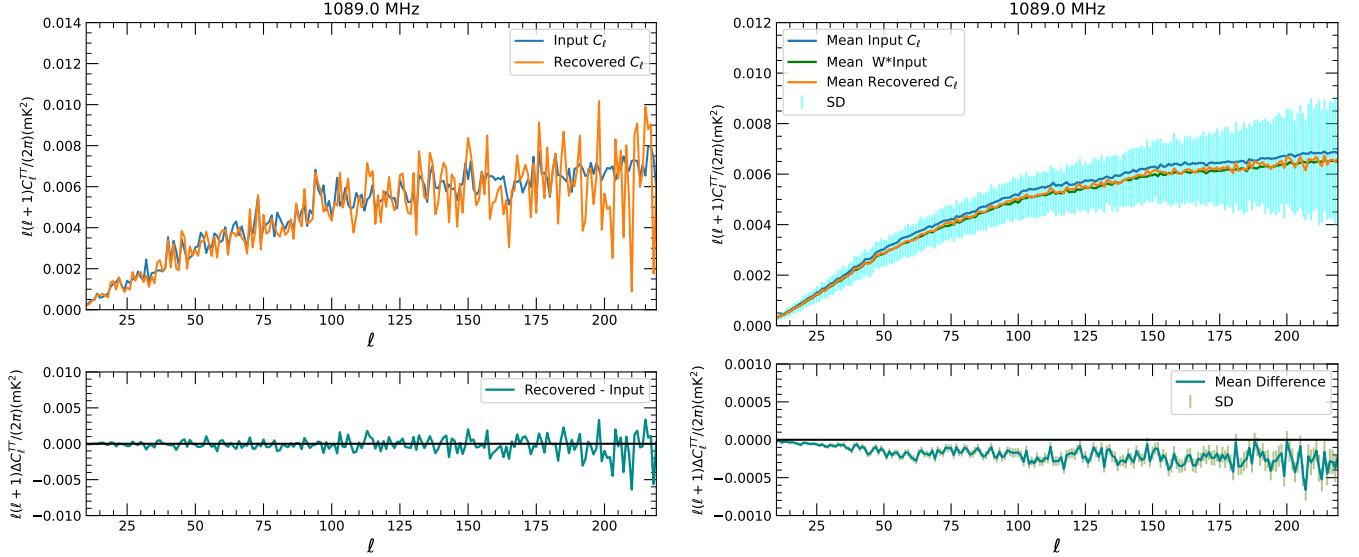 1089.0 MHz
ℓ(ℓ + 1)C_ℓ^{TT}/(2π)(mK²)
0.014
0.012
0.010
0.008
0.006
0.004
0.002
0.000
Input C_ℓ
Recovered C_ℓ
25 50 75 100 125 150 175 200
ℓ
ℓ(ℓ + 1)ΔC_ℓ^{TT}/(2π)(mK²)
0.010
0.005
0.000
−0.005
−0.010
Recovered - Input
25 50 75 100 125 150 175 200
ℓ
1089.0 MHz
ℓ(ℓ + 1)C_ℓ^{TT}/(2π)(mK²)
0.012
0.010
0.008
0.006
0.004
0.002
0.000
Mean Input C_ℓ
Mean W*Input
Mean Recovered C_ℓ
SD
25 50 75 100 125 150 175 200
ℓ(ℓ + 1)ΔC_ℓ^{TT}/(2π)(mK²)
0.0010
0.0005
0.0000
−0.0005
−0.0010
Mean Difference
SD
25 50 75 100 125 150 175 200
ℓ